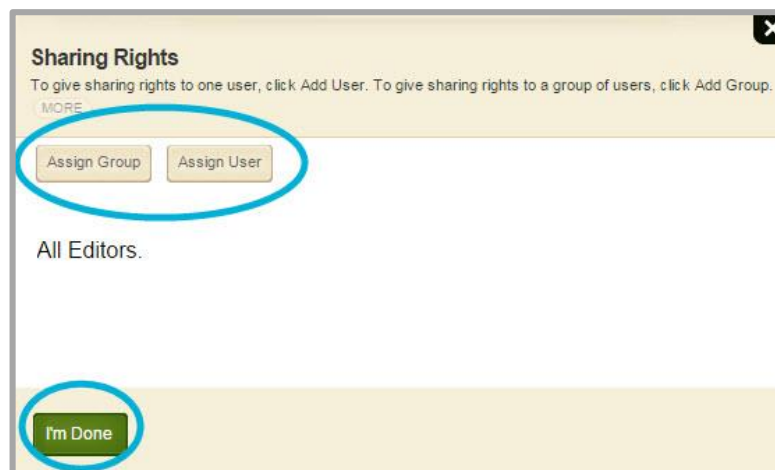 Sharing Rights
To give sharing rights to one user, click Add User. To give sharing rights to a group of users, click Add Group.
MORE
Assign Group Assign User
All Editors.
I'm Done